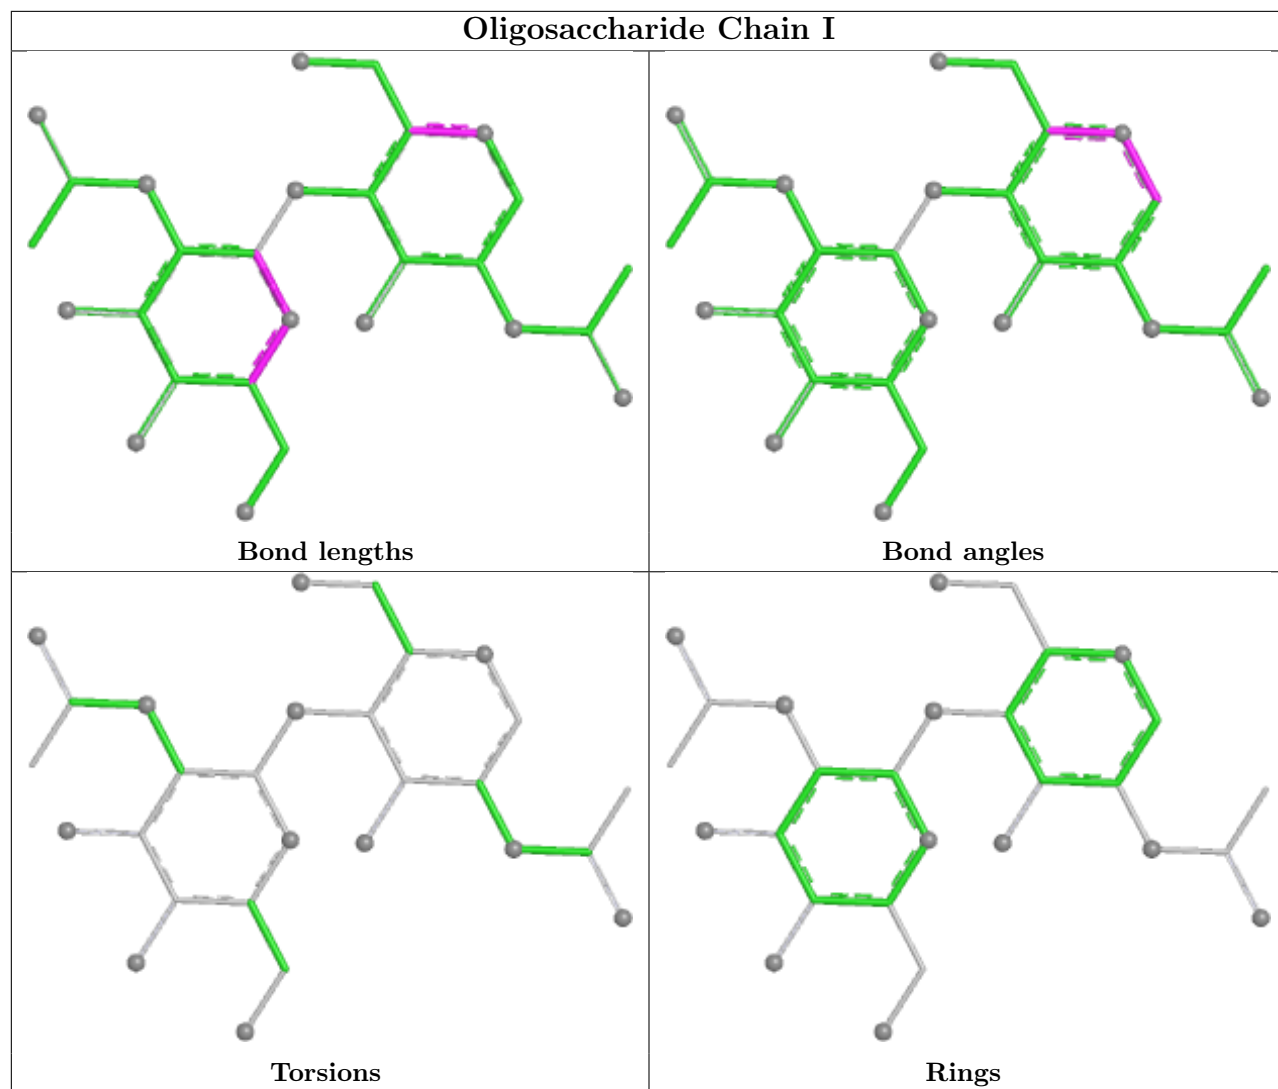 Oligosaccharide Chain I
Bond lengths
Bond angles
Torsions
Rings